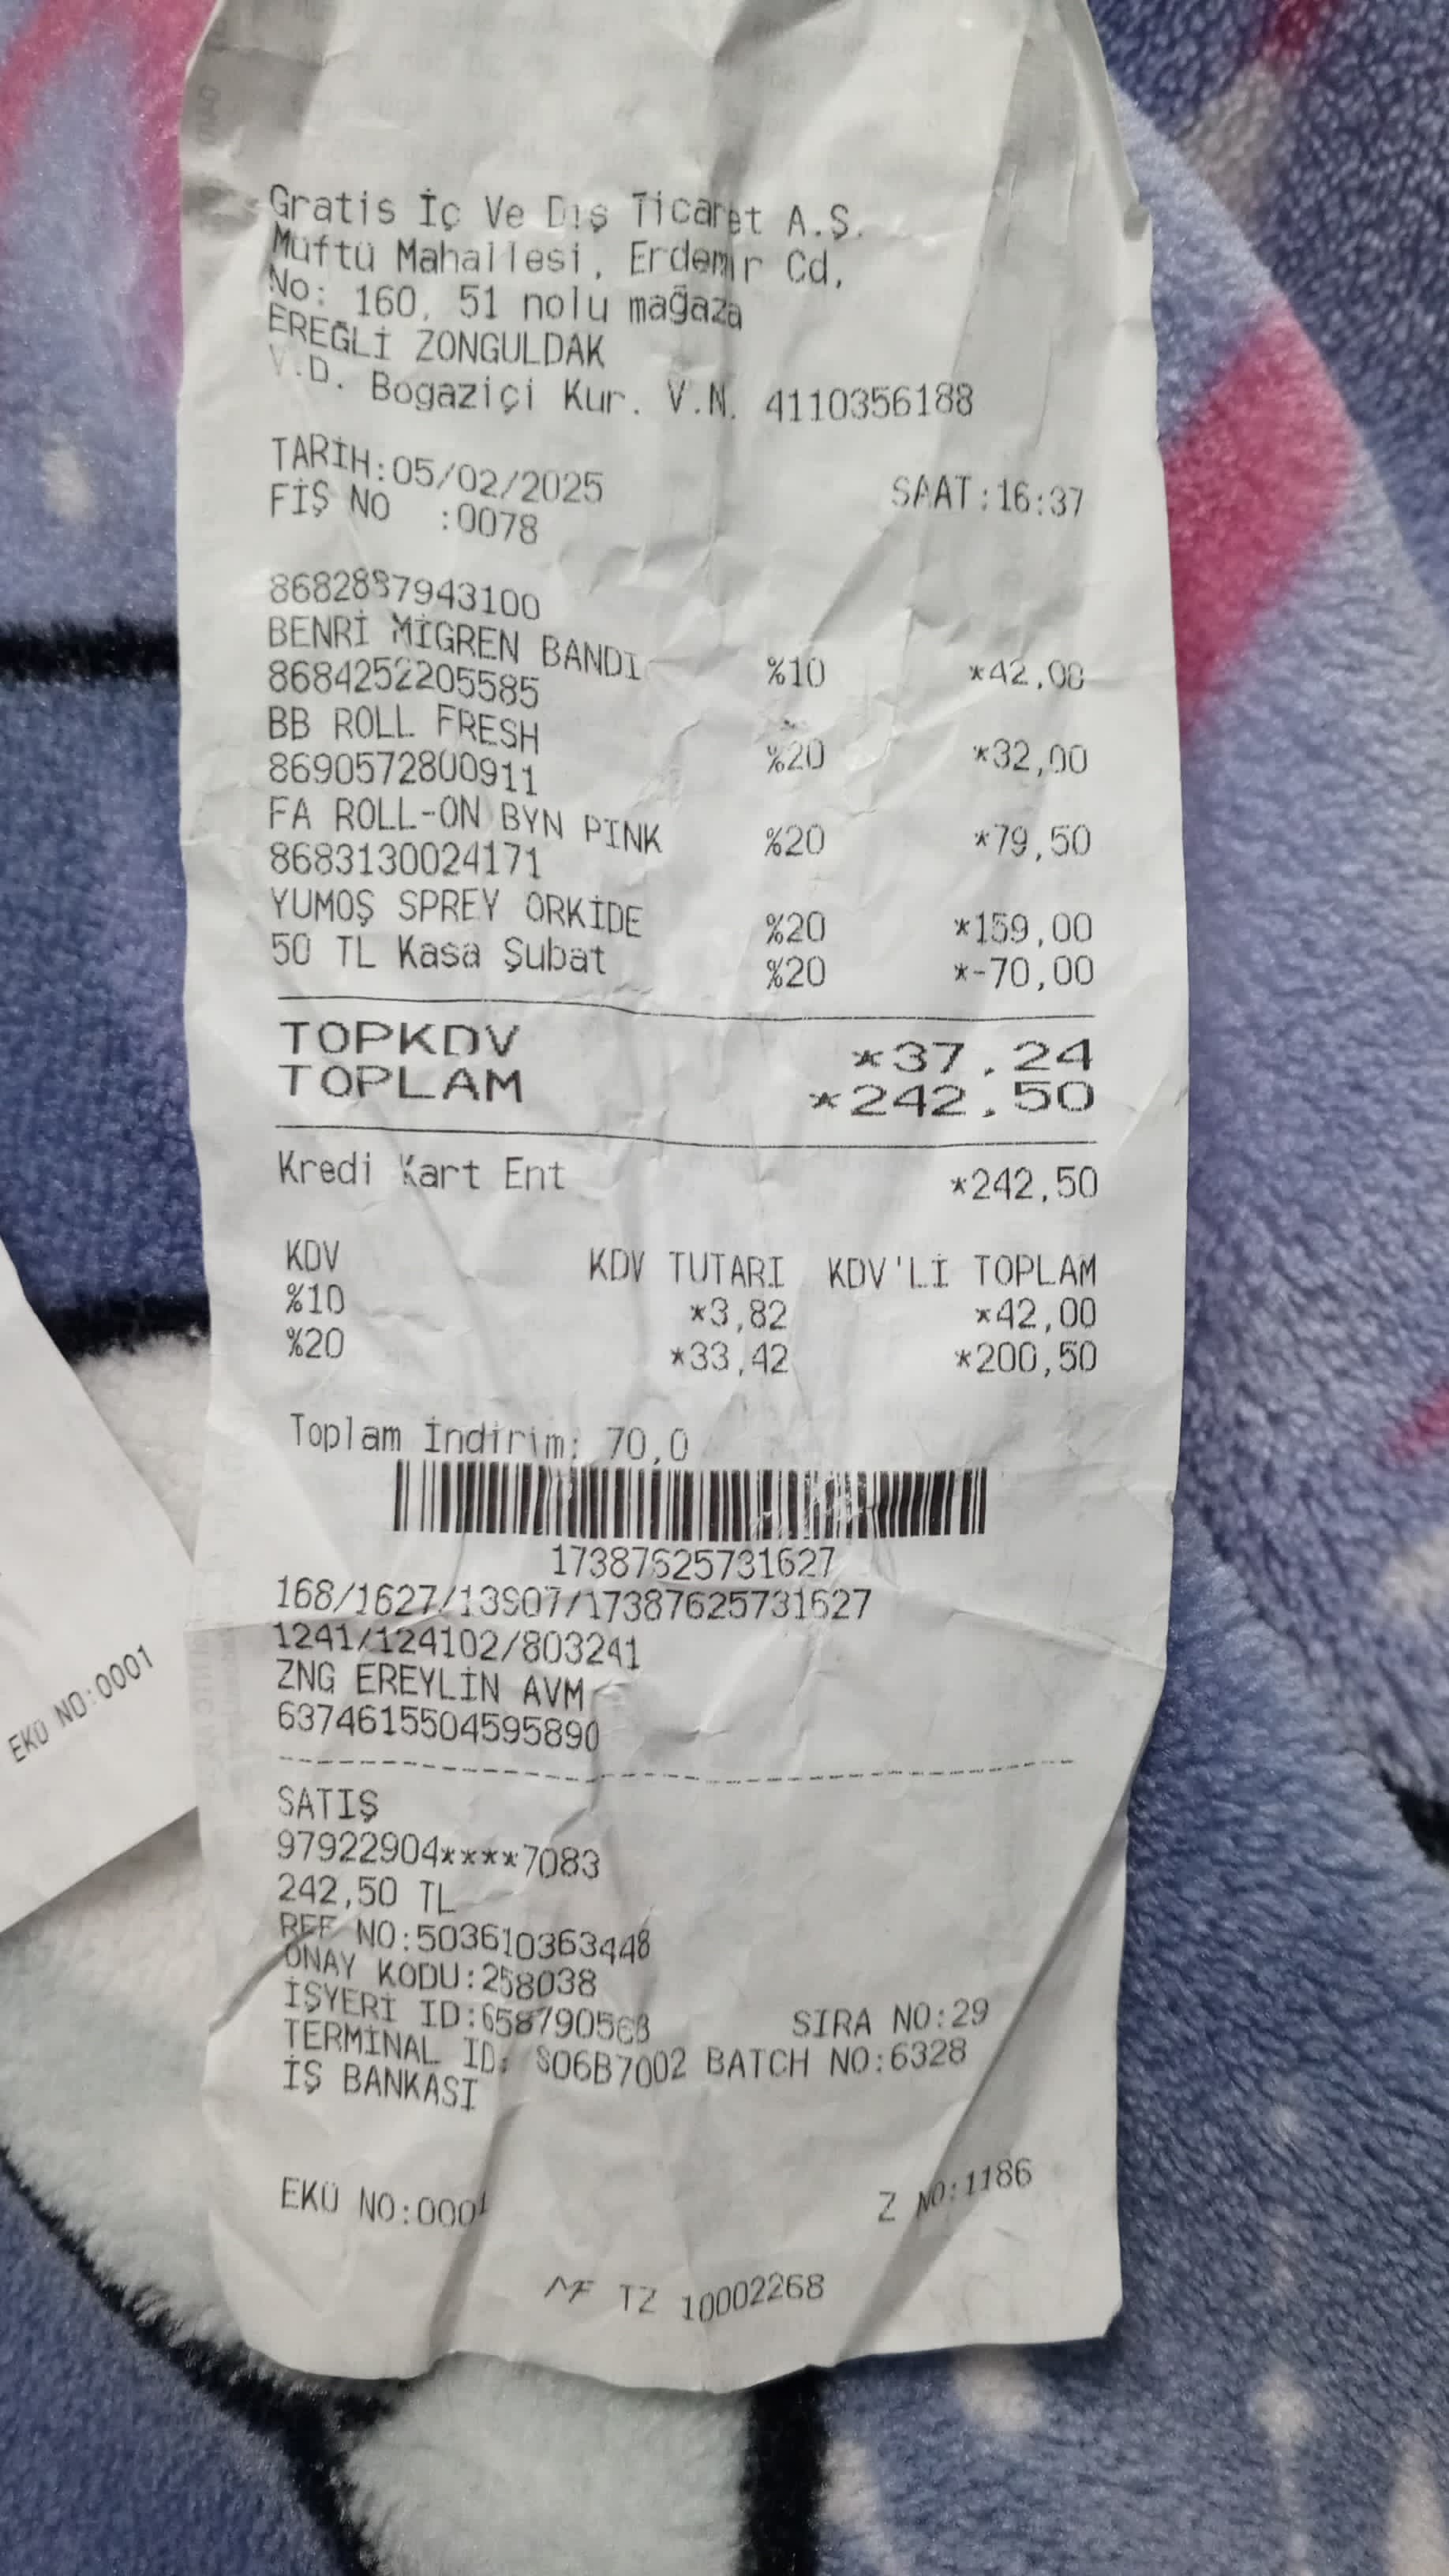 Gratis İç Ve Dış Ticaret A.Ş.
Müftü Mahallesi, Erdemir Cd,
No: 160, 51 nolu mağaza
EREĞLİ ZONGULDAK
V.D. Bogaziçi Kur. V.N. 4110356188
TARİH:05/02/2025 SAAT:16:37
FİŞ NO :0078
8682887943100
BENRİ MİGREN BANDI %10 *42,00
8684252205585
BB ROLL FRESH %20 *32,00
8690572800911
FA ROLL-ON BYN PINK %20 *79,50
8683130024171
YUMOŞ SPREY ORKİDE %20 *159,00
50 TL Kasa Şubat %20 *-70,00
TOPKDV *37,24
TOPLAM *242,50
Kredi Kart Ent *242,50
KDV KDV TUTARI KDV'Lİ TOPLAM
%10 *3,82 *42,00
%20 *33,42 *200,50
Toplam İndirim: 70,0
17387625731627
168/1627/13907/17387625731627
1241/124102/803241
ZNG EREYLİN AVM
6374615504595890
SATIŞ
97922904****7083
242,50 TL
REF NO:503610363448
ONAY KODU:258038
İŞYERİ ID:658790568 SIRA NO:29
TERMİNAL ID: S06B7002 BATCH NO:6328
İŞ BANKASI
EKÜ NO:0001 Z NO:1186
MF TZ 10002268
EKÜ NO:0001